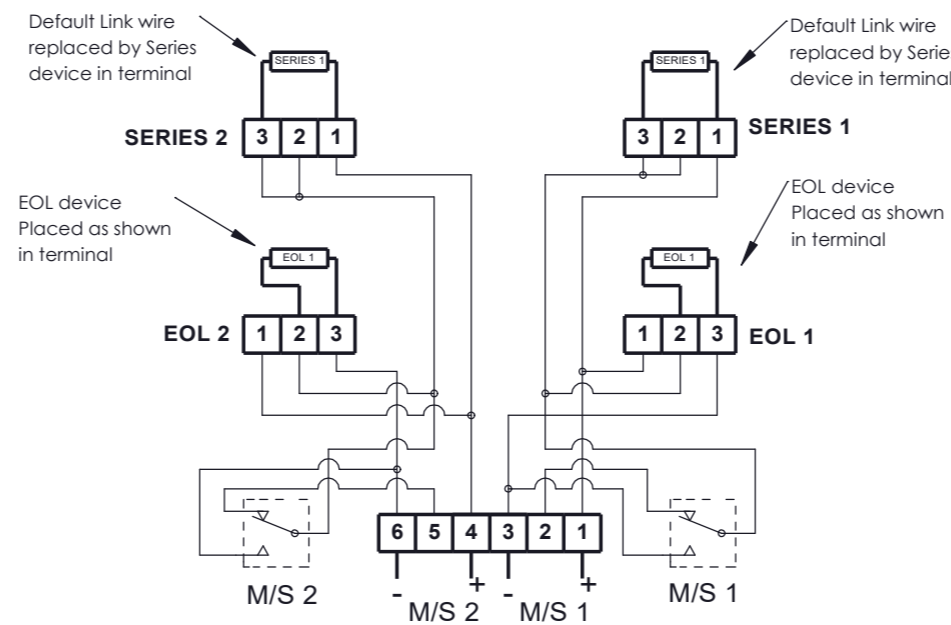 Default Link wire
replaced by Series
device in terminal
Default Link wire
replaced by Serie
device in terminal
SERIES 1
SERIES 1
SERIES 2 3 2 1
3 2 1 SERIES 1
EOL device
Placed as shown
in terminal
EOL device
Placed as shown
in terminal
EOL 1
EOL 1
EOL 2 1 2 3
1 2 3 EOL 1
6 5 4 3 2 1
- + - +
M/S 2 M/S 1
M/S 2
M/S 1